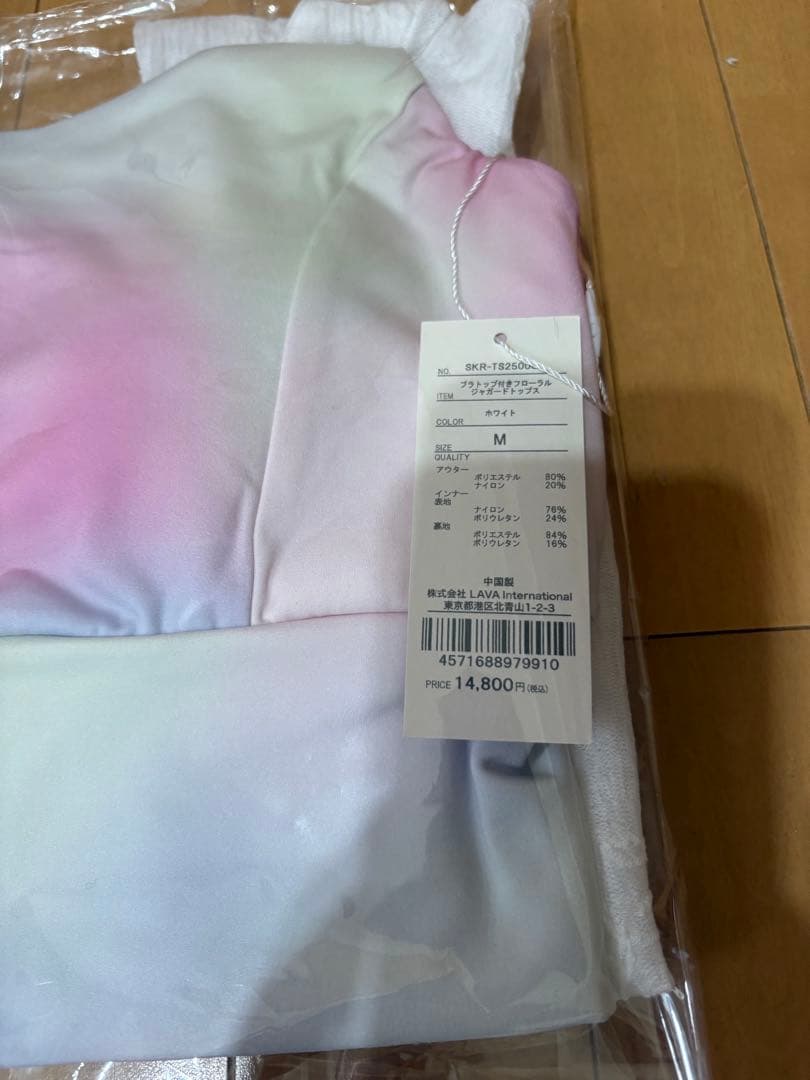 NO. SKR-TS2500
ITEM ブラトップ付きフローラル
ジャガードトップス
COLOR ホワイト
SIZE M
QUALITY
アウター
ポリエステル 80%
ナイロン 20%
インナー
表地
ナイロン 76%
ポリウレタン 24%
裏地
ポリエステル 84%
ポリウレタン 16%
中国製
株式会社 LAVA International
東京都港区北青山1-2-3
4571688979910
PRICE 14,800円(税込)